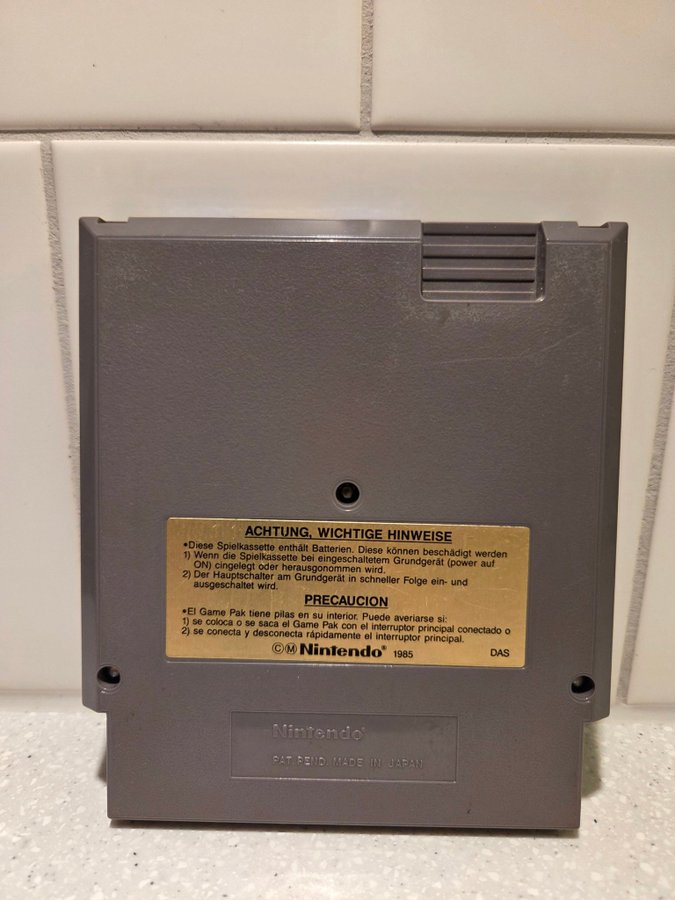 ACHTUNG, WICHTIGE HINWEISE
•Diese Spielkassette enthält Batterien. Diese können beschädigt werden
1) Wenn die Spielkassette bei eingeschaltetem Grundgerät (power auf
ON) eingelegt oder herausgonommen wird.
2) Der Hauptschalter am Grundgerät in schneller Folge ein- und
ausgeschaltet wird.
PRECAUCION
•El Game Pak tiene pilas en su interior. Puede averiarse si:
1) se coloca o se saca el Game Pak con el interruptor principal conectado o
2) se conecta y desconecta rápidamente el interruptor principal.
ⒸⓂ Nintendo® 1985 DAS
Nintendo®
PAT. PEND. MADE IN JAPAN